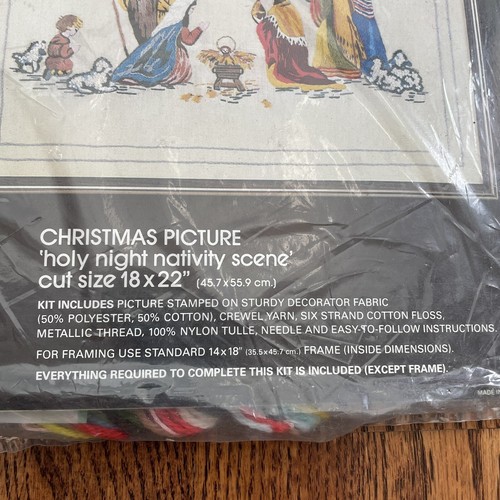 CHRISTMAS PICTURE
'holy night nativity scene'
cut size 18 x 22" (45.7 x 55.9 cm.)
KIT INCLUDES PICTURE STAMPED ON STURDY DECORATOR FABRIC
(50% POLYESTER, 50% COTTON), CREWEL YARN, SIX STRAND COTTON FLOSS,
METALLIC THREAD, 100% NYLON TULLE, NEEDLE AND EASY-TO-FOLLOW INSTRUCTIONS.
FOR FRAMING USE STANDARD 14 x 18" (35.5 x 45.7 cm.) FRAME (INSIDE DIMENSIONS).
EVERYTHING REQUIRED TO COMPLETE THIS KIT IS INCLUDED (EXCEPT FRAME).
MADE IN